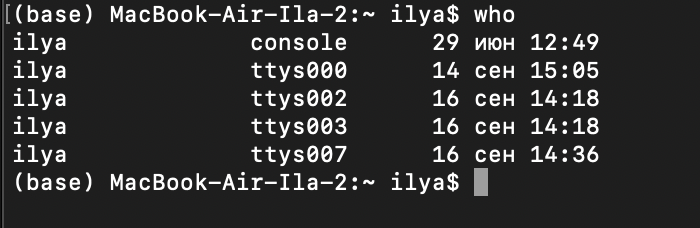 [(base) MacBook-Air-Ila-2:~ ilya$ who
ilya             console      29 июн 12:49
ilya             ttys000      14 сен 15:05
ilya             ttys002      16 сен 14:18
ilya             ttys003      16 сен 14:18
ilya             ttys007      16 сен 14:36
(base) MacBook-Air-Ila-2:~ ilya$